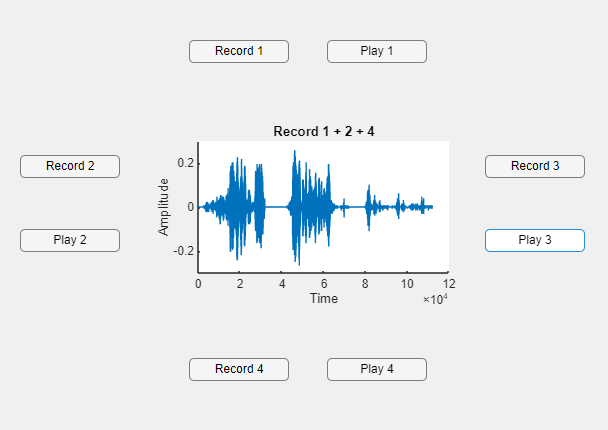 Record 1 Play 1
Record 1 + 2 + 4
Record 2 Record 3
Play 2 Play 3
Amplitude
0.2
0
-0.2
0 2 4 6 8 10 12
Time ×10⁴
Record 4 Play 4